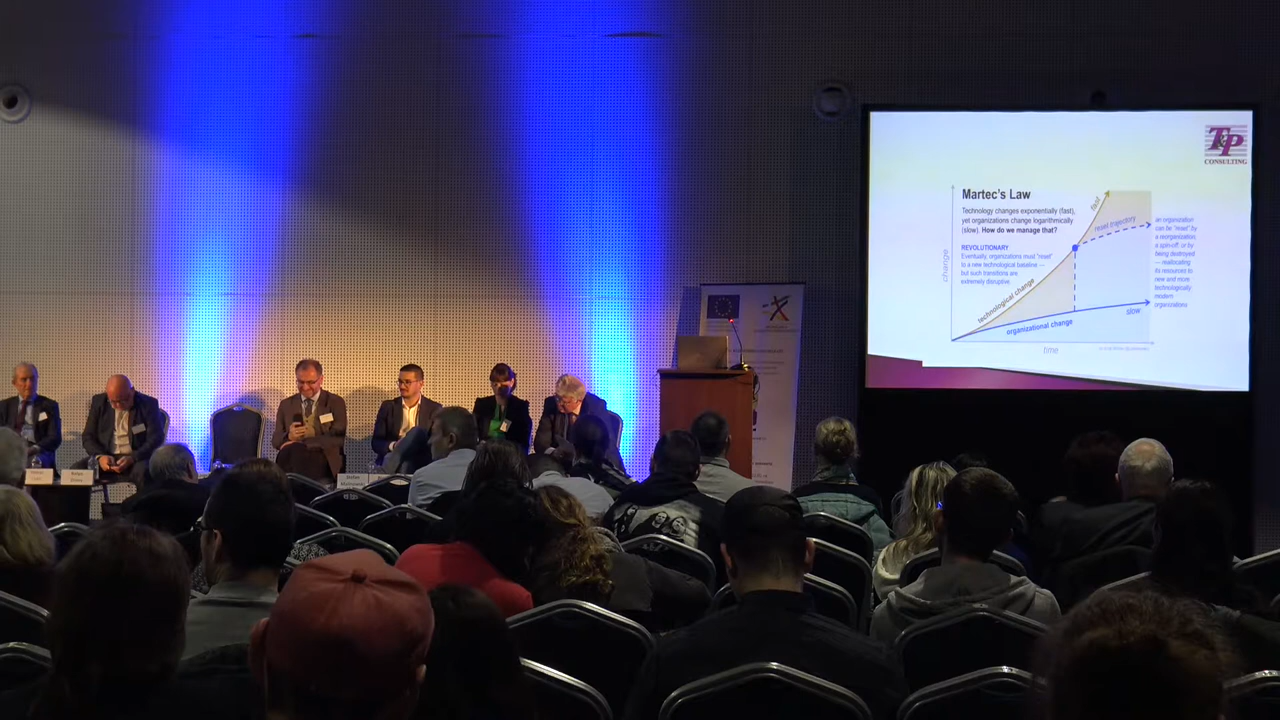 T&P
CONSULTING
Martec's Law
Technology changes exponentially (fast),
yet organizations change logarithmically
(slow). How do we manage that?
REVOLUTIONARY
Eventually, organizations must "reset"
to a new technological baseline —
but such transitions are
extremely disruptive.
change
technological change
fast
reset trajectory
organizational change
slow
time
an organization
can be "reset" by
a reorganization,
a spin-off, or by
being destroyed
— reallocating
its resources to
new and more
technologically
modern
organizations
Stefan